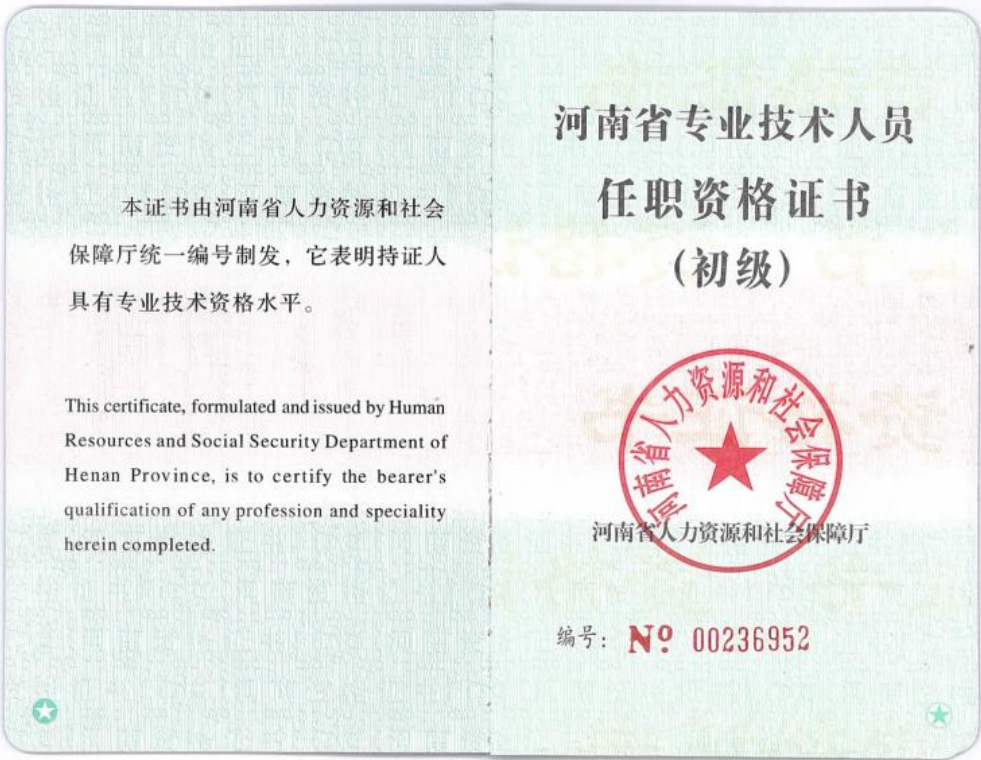 本证书由河南省人力资源和社会
保障厅统一编号制发，它表明持证人
具有专业技术资格水平。
This certificate, formulated and issued by Human
Resources and Social Security Department of
Henan Province, is to certify the bearer's
qualification of any profession and speciality
herein completed.
河南省专业技术人员
任职资格证书
(初级)
河南省人力资源和社会保障厅
河南省人力资源和社会保障厅
编号: Nº 00236952